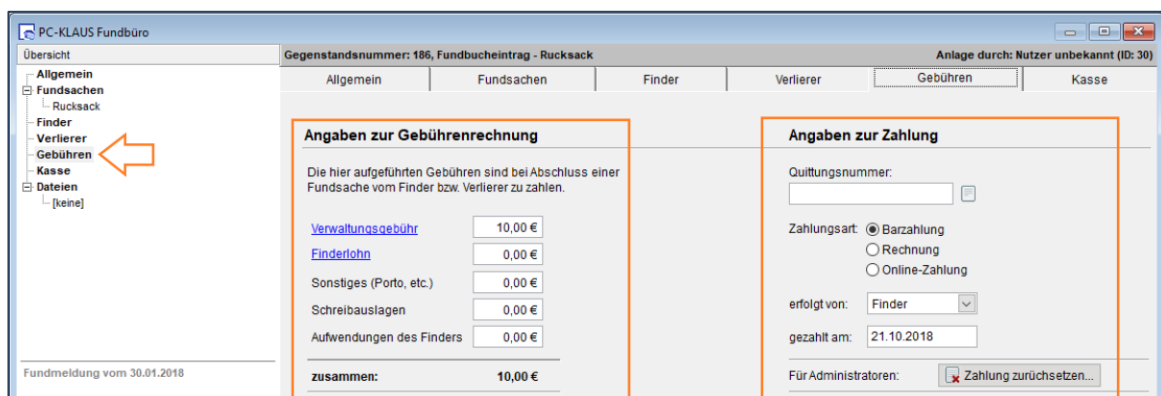 PC-KLAUS Fundbüro
Übersicht
Allgemein
Fundsachen
Rucksack
Finder
Verlierer
Gebühren
Kasse
Dateien
[keine]
Fundmeldung vom 30.01.2018
Gegenstandsnummer: 186, Fundbucheintrag - Rucksack Anlage durch: Nutzer unbekannt (ID: 30)
Allgemein Fundsachen Finder Verlierer Gebühren Kasse
Angaben zur Gebührenrechnung
Die hier aufgeführten Gebühren sind bei Abschluss einer
Fundsache vom Finder bzw. Verlierer zu zahlen.
Verwaltungsgebühr 10,00 €
Finderlohn 0,00 €
Sonstiges (Porto, etc.) 0,00 €
Schreibauslagen 0,00 €
Aufwendungen des Finders 0,00 €
zusammen: 10,00 €
Angaben zur Zahlung
Quittungsnummer:
Zahlungsart: Barzahlung
Rechnung
Online-Zahlung
erfolgt von: Finder
gezahlt am: 21.10.2018
Für Administratoren: Zahlung zurüchsetzen...